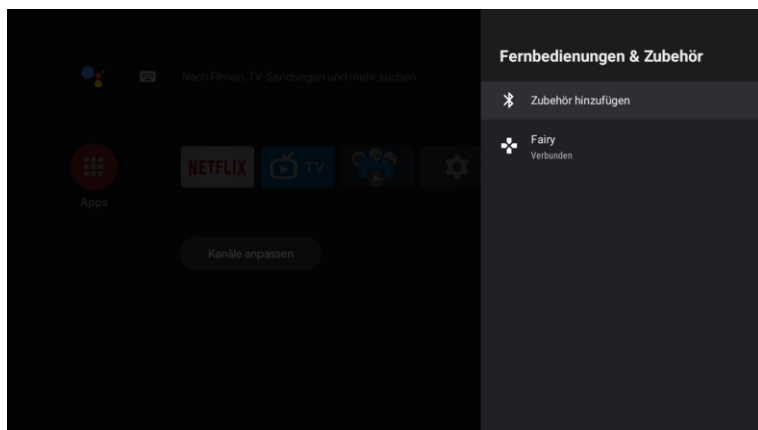 Fernbedienungen & Zubehör
Nach Filmen, TV-Sendungen und mehr suchen
Zubehör hinzufügen
Fairy
Verbunden
NETFLIX
TV
Apps
Kanäle anpassen